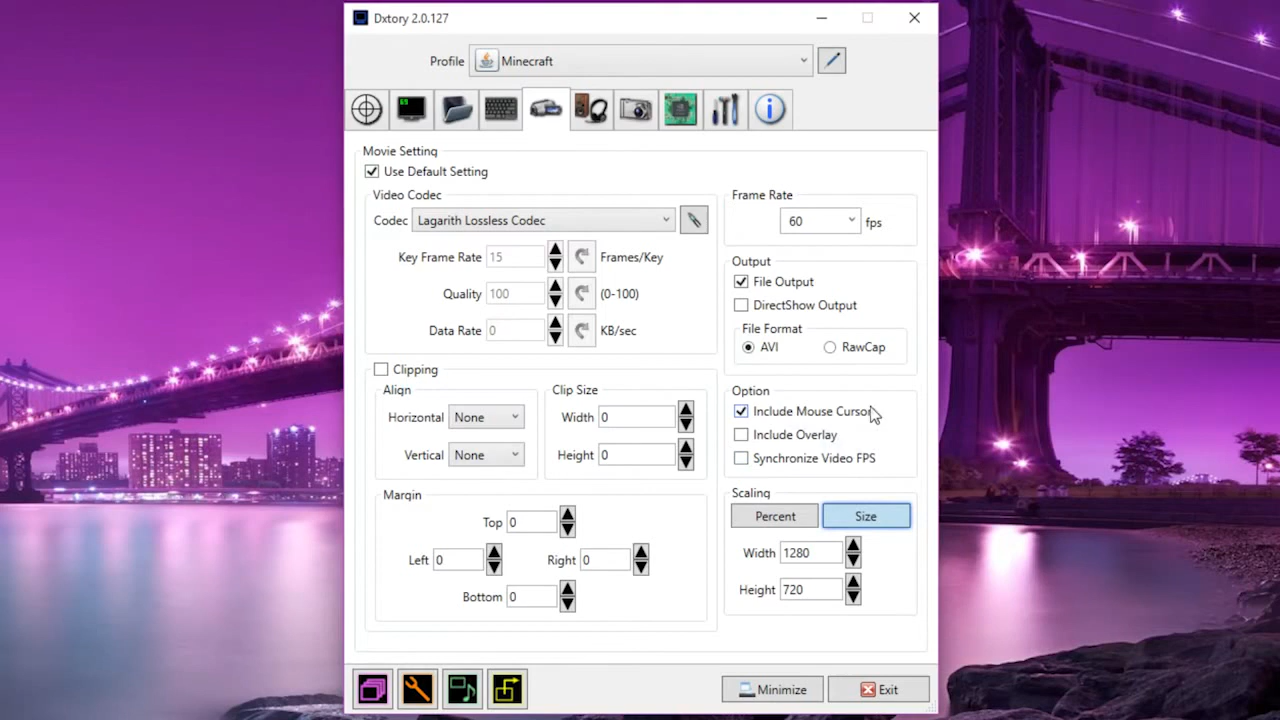 Dxtory 2.0.127
Profile Minecraft
Movie Setting
Use Default Setting
Video Codec
Codec Lagarith Lossless Codec
Key Frame Rate 15 Frames/Key
Quality 100 (0-100)
Data Rate 0 KB/sec
Frame Rate
60 fps
Output
File Output
DirectShow Output
File Format
AVI RawCap
Clipping
Align
Horizontal None
Vertical None
Clip Size
Width 0
Height 0
Margin
Top 0
Left 0 Right 0
Bottom 0
Option
Include Mouse Cursor
Include Overlay
Synchronize Video FPS
Scaling
Percent Size
Width 1280
Height 720
Minimize Exit